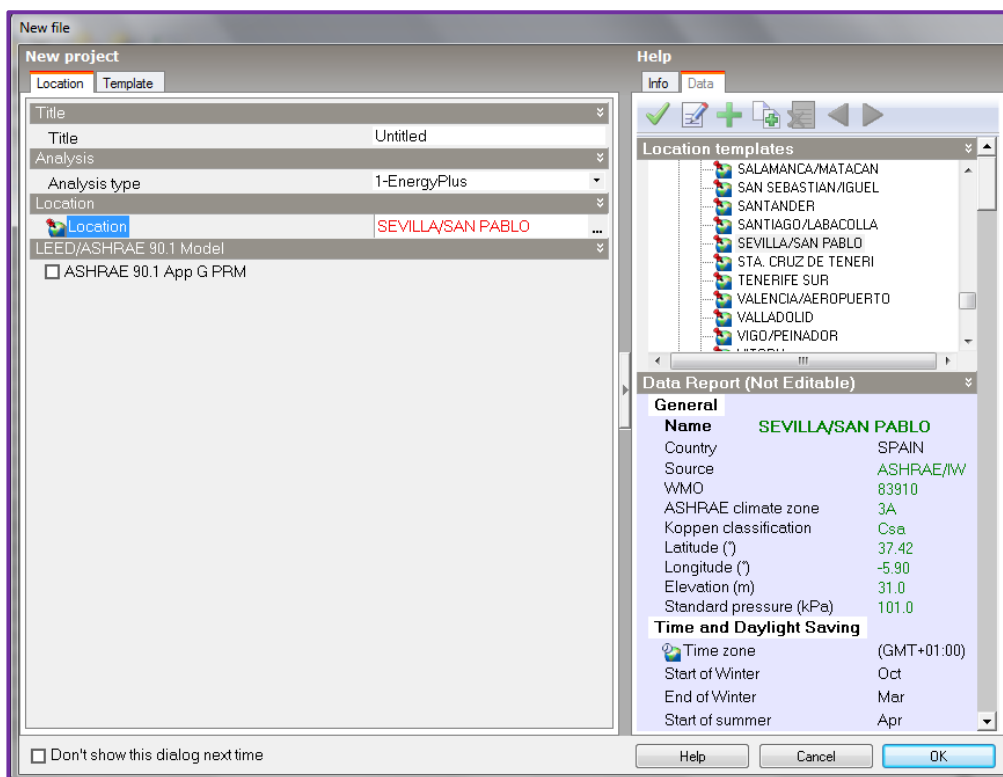 New file
New project
Location Template
Title
Title Untitled
Analysis
Analysis type 1-EnergyPlus
Location
Location SEVILLA/SAN PABLO ...
LEED/ASHRAE 90.1 Model
ASHRAE 90.1 App G PRM
Don't show this dialog next time
Help
Info Data
Location templates
SALAMANCA/MATACAN
SAN SEBASTIAN/IGUEL
SANTANDER
SANTIAGO/LABACOLLA
SEVILLA/SAN PABLO
STA. CRUZ DE TENERI
TENERIFE SUR
VALENCIA/AEROPUERTO
VALLADOLID
VIGO/PEINADOR
Data Report (Not Editable)
General
Name SEVILLA/SAN PABLO
Country SPAIN
Source ASHRAE/IW
WMO 83910
ASHRAE climate zone 3A
Koppen classification Csa
Latitude (°) 37.42
Longitude (°) -5.90
Elevation (m) 31.0
Standard pressure (kPa) 101.0
Time and Daylight Saving
Time zone (GMT+01:00)
Start of Winter Oct
End of Winter Mar
Start of summer Apr
Help Cancel OK